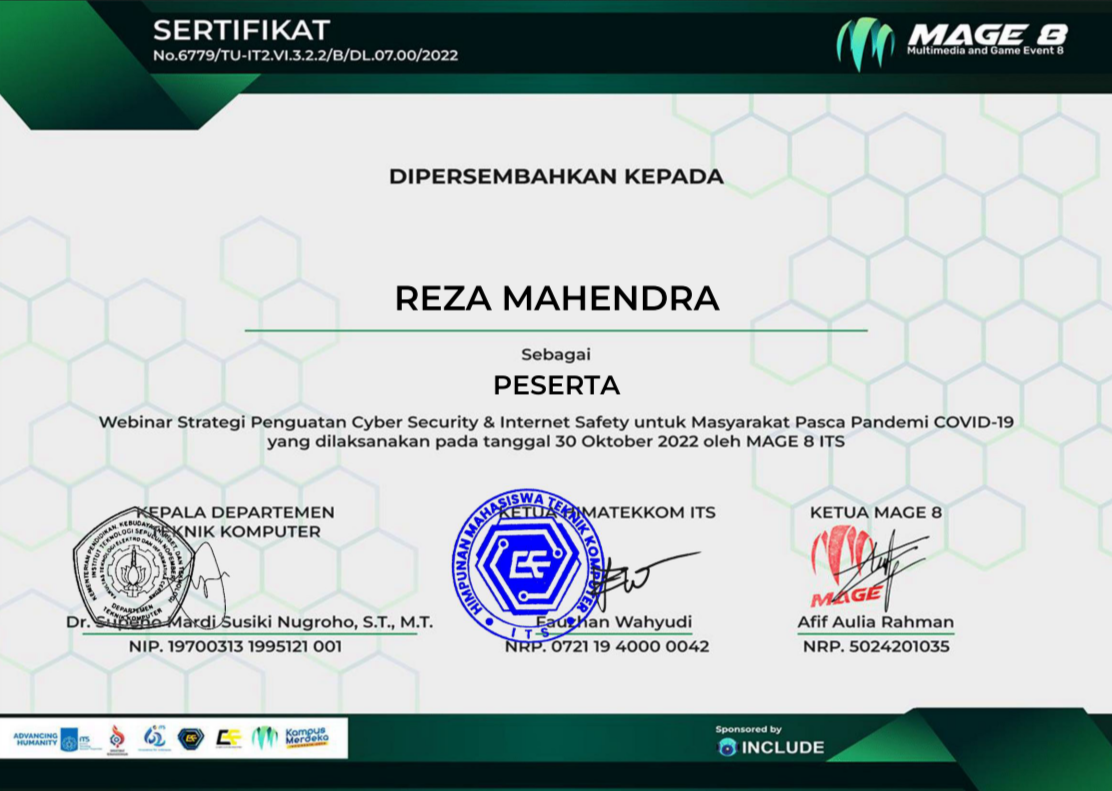 SERTIFIKAT
No.6779/TU-IT2.VI.3.2.2/B/DL.07.00/2022
MAGE 8
Multimedia and Game Event 8
DIPERSEMBAHKAN KEPADA
REZA MAHENDRA
Sebagai
PESERTA
Webinar Strategi Penguatan Cyber Security & Internet Safety untuk Masyarakat Pasca Pandemi COVID-19
yang dilaksanakan pada tanggal 30 Oktober 2022 oleh MAGE 8 ITS
KEPALA DEPARTEMEN
TEKNIK KOMPUTER
DEPARTEMEN
TEKNIK KOMPUTER
Dr. Supeno Mardi Susiki Nugroho, S.T., M.T.
NIP. 19700313 1995121 001
KETUA HIMATEKKOM ITS
HIMPUNAN MAHASISWA TEKNIK KOMPUTER
ITS
Fauzhan Wahyudi
NRP. 0721 19 4000 0042
KETUA MAGE 8
MAGE
Afif Aulia Rahman
NRP. 5024201035
ADVANCING
HUMANITY
ITS
Kampus
Merdeka
Sponsored by
INCLUDE